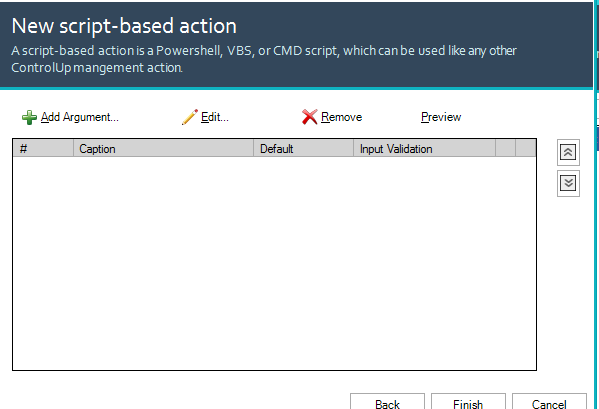 New script-based action
A script-based action is a Powershell, VBS, or CMD script, which can be used like any other
ControlUp mangement action.
Add Argument... Edit... Remove Preview
# Caption Default Input Validation
Back Finish Cancel